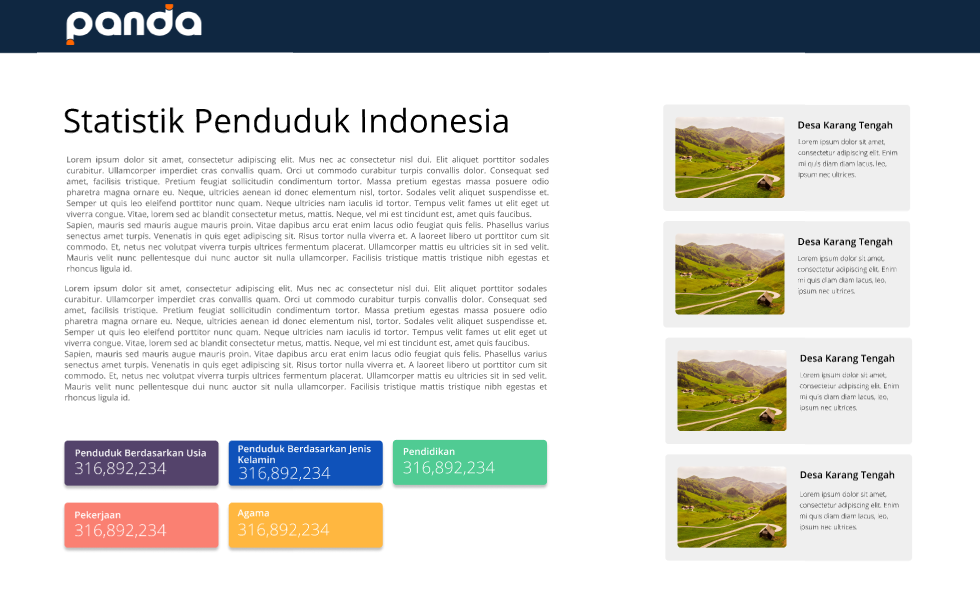 panda
Statistik Penduduk Indonesia
Lorem ipsum dolor sit amet, consectetur adipiscing elit. Mus nec ac consectetur nisl dui. Elit aliquet porttitor sodales
curabitur. Ullamcorper imperdiet cras convallis quam. Orci ut commodo curabitur turpis convallis dolor. Consequat sed
amet, facilisis tristique. Pretium feugiat sollicitudin condimentum tortor. Massa pretium egestas massa posuere odio
pharetra magna ornare eu. Neque, ultricies aenean id donec elementum nisl, tortor. Sodales velit aliquet suspendisse et.
Semper ut quis leo eleifend porttitor nunc quam. Neque ultricies nam iaculis id tortor. Tempus velit fames ut elit eget ut
viverra congue. Vitae, lorem sed ac blandit consectetur metus, mattis. Neque, vel mi est tincidunt est, amet quis faucibus.
Sapien, mauris sed mauris augue mauris proin. Vitae dapibus arcu erat enim lacus odio feugiat quis felis. Phasellus varius
senectus amet turpis. Venenatis in quis eget adipiscing sit. Risus tortor nulla viverra et. A laoreet libero ut porttitor cum sit
commodo. Et, netus nec volutpat viverra turpis ultrices fermentum placerat. Ullamcorper mattis eu ultricies sit in sed velit.
Mauris velit nunc pellentesque dui nunc auctor sit nulla ullamcorper. Facilisis tristique mattis tristique nibh egestas et
rhoncus ligula id.
Lorem ipsum dolor sit amet, consectetur adipiscing elit. Mus nec ac consectetur nisl dui. Elit aliquet porttitor sodales
curabitur. Ullamcorper imperdiet cras convallis quam. Orci ut commodo curabitur turpis convallis dolor. Consequat sed
amet, facilisis tristique. Pretium feugiat sollicitudin condimentum tortor. Massa pretium egestas massa posuere odio
pharetra magna ornare eu. Neque, ultricies aenean id donec elementum nisl, tortor. Sodales velit aliquet suspendisse et.
Semper ut quis leo eleifend porttitor nunc quam. Neque ultricies nam iaculis id tortor. Tempus velit fames ut elit eget ut
viverra congue. Vitae, lorem sed ac blandit consectetur metus, mattis. Neque, vel mi est tincidunt est, amet quis faucibus.
Sapien, mauris sed mauris augue mauris proin. Vitae dapibus arcu erat enim lacus odio feugiat quis felis. Phasellus varius
senectus amet turpis. Venenatis in quis eget adipiscing sit. Risus tortor nulla viverra et. A laoreet libero ut porttitor cum sit
commodo. Et, netus nec volutpat viverra turpis ultrices fermentum placerat. Ullamcorper mattis eu ultricies sit in sed velit.
Mauris velit nunc pellentesque dui nunc auctor sit nulla ullamcorper. Facilisis tristique mattis tristique nibh egestas et
rhoncus ligula id.
Penduduk Berdasarkan Usia
316,892,234
Penduduk Berdasarkan Jenis
Kelamin
316,892,234
Pendidikan
316,892,234
Pekerjaan
316,892,234
Agama
316,892,234
Desa Karang Tengah
Lorem ipsum dolor sit amet,
consectetur adipiscing elit. Enim
mi quis diam diam lacus, leo,
ipsum nec ultrices.
Desa Karang Tengah
Lorem ipsum dolor sit amet,
consectetur adipiscing elit. Enim
mi quis diam diam lacus, leo,
ipsum nec ultrices.
Desa Karang Tengah
Lorem ipsum dolor sit amet,
consectetur adipiscing elit. Enim
mi quis diam diam lacus, leo,
ipsum nec ultrices.
Desa Karang Tengah
Lorem ipsum dolor sit amet,
consectetur adipiscing elit. Enim
mi quis diam diam lacus, leo,
ipsum nec ultrices.